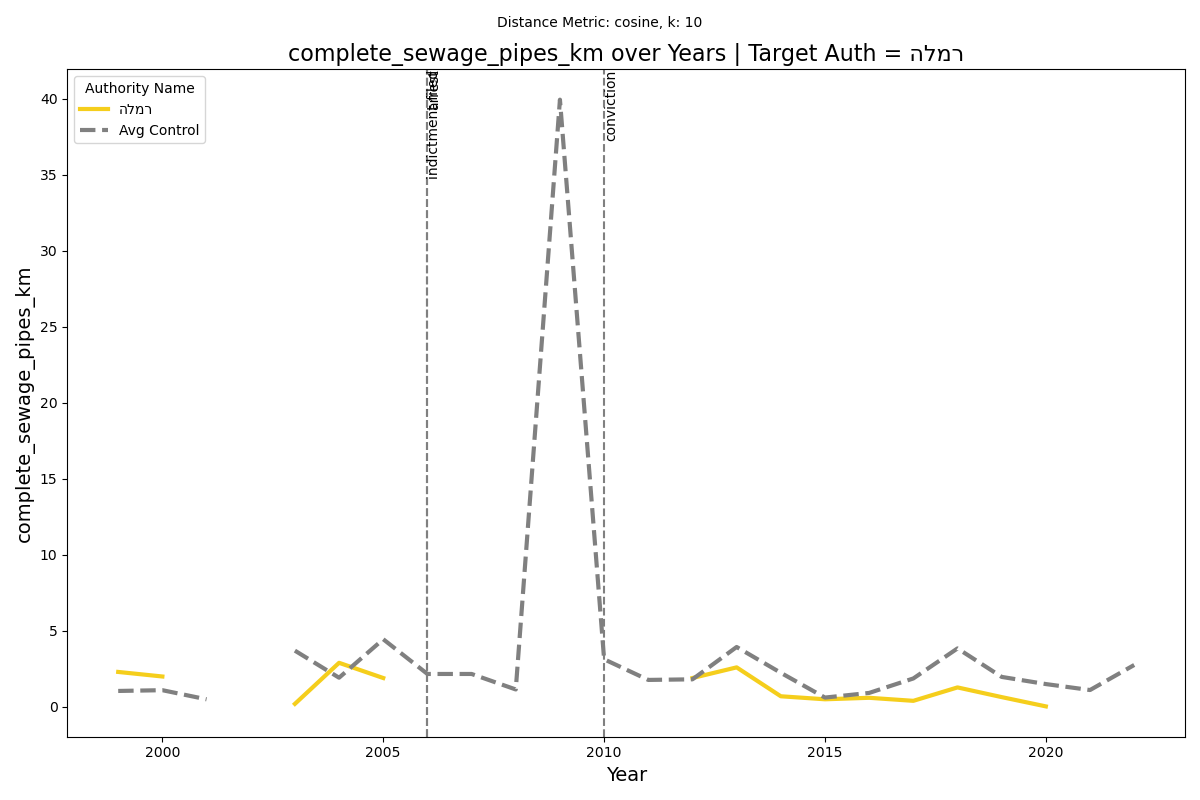 Distance Metric: cosine, k: 10
complete_sewage_pipes_km over Years | Target Auth = רמלה
Authority Name
רמלה
Avg Control
indictment filed
arrest
conviction
complete_sewage_pipes_km
40
35
30
25
20
15
10
5
0
2000 2005 2010 2015 2020
Year